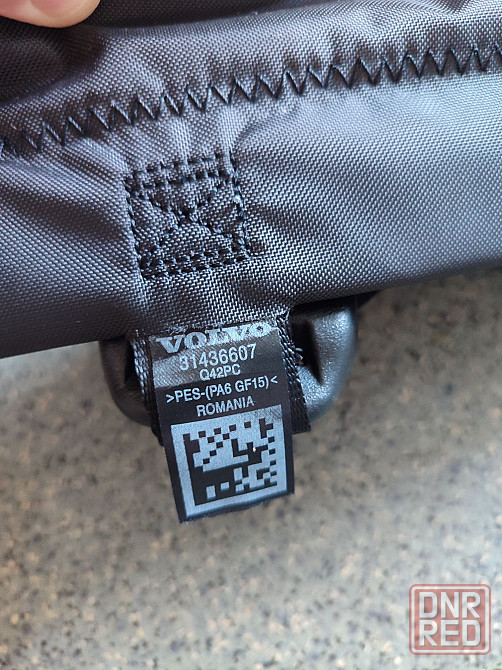 VOLVO
31436607
Q42PC
>PES-(PA6 GF15)<
ROMANIA
DNR
RED